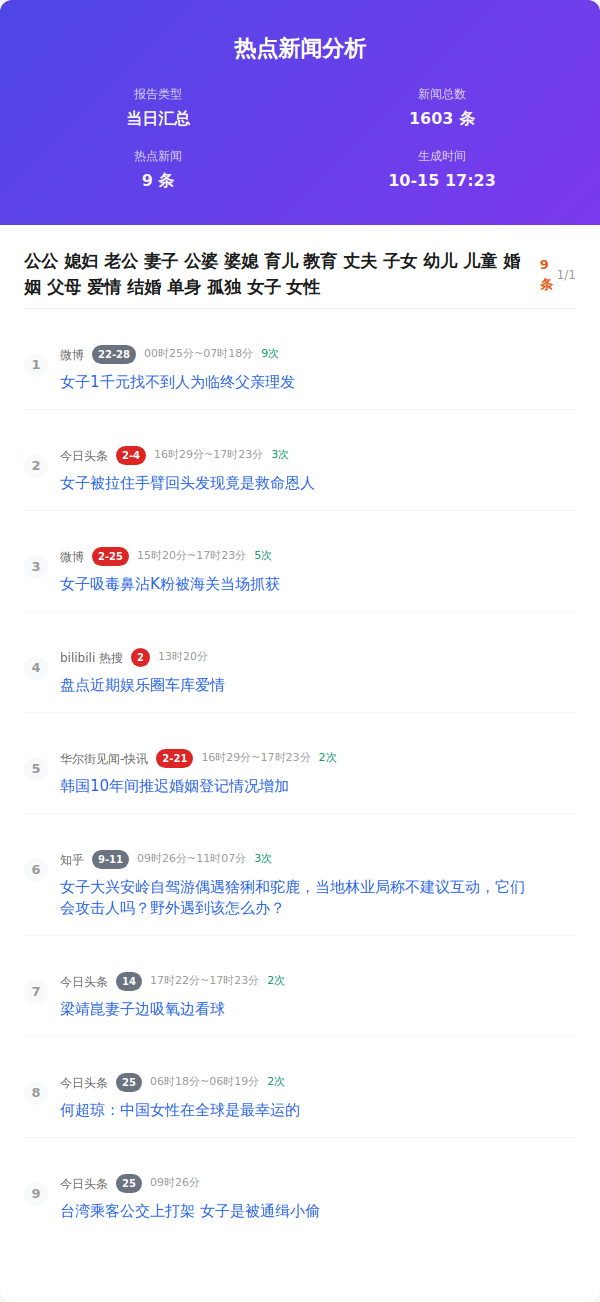 热点新闻分析
报告类型
当日汇总
新闻总数
1603 条
热点新闻
9 条
生成时间
10-15 17:23
公公 媳妇 老公 妻子 公婆 婆媳 育儿 教育 丈夫 子女 幼儿 儿童 婚
姻 父母 爱情 结婚 单身 孤独 女子 女性
9
条
1/1
1
微博 22-28 00时25分~07时18分 9次
女子1千元找不到人为临终父亲理发
2
今日头条 2-4 16时29分~17时23分 3次
女子被拉住手臂回头发现竟是救命恩人
3
微博 2-25 15时20分~17时23分 5次
女子吸毒鼻沾K粉被海关当场抓获
4
bilibili 热搜 2 13时20分
盘点近期娱乐圈车库爱情
5
华尔街见闻-快讯 2-21 16时29分~17时23分 2次
韩国10年间推迟婚姻登记情况增加
6
知乎 9-11 09时26分~11时07分 3次
女子大兴安岭自驾游偶遇猞猁和驼鹿，当地林业局称不建议互动，它们
会攻击人吗？野外遇到该怎么办？
7
今日头条 14 17时22分~17时23分 2次
梁靖崑妻子边吸氧边看球
8
今日头条 25 06时18分~06时19分 2次
何超琼：中国女性在全球是最幸运的
9
今日头条 25 09时26分
台湾乘客公交上打架 女子是被通缉小偷